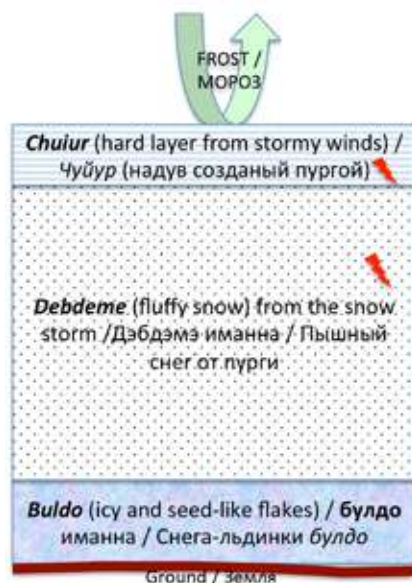 FROST /
МОРОЗ
Chuiur (hard layer from stormy winds) /
Чуйур (надув созданый пургой)
Debdeme (fluffy snow) from the snow
storm /Дэбдэмэ иманна / Пышный
снег от пурги
Buldo (icy and seed-like flakes) / булдо
иманна / Снега-льдинки булдо
Ground / Земля